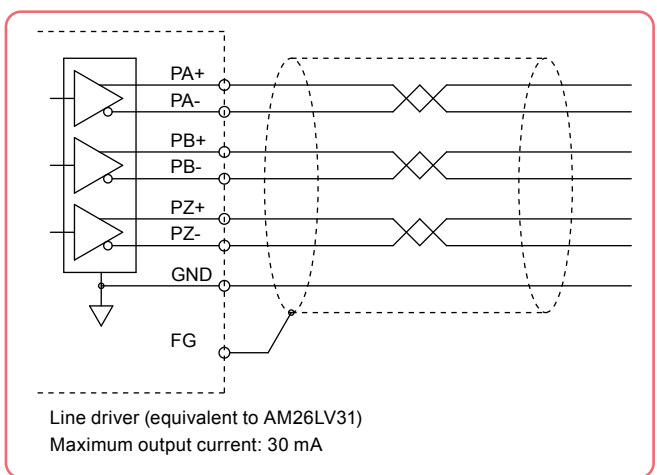 PA+
PA-
PB+
PB-
PZ+
PZ-
GND
FG
Line driver (equivalent to AM26LV31)
Maximum output current: 30 mA